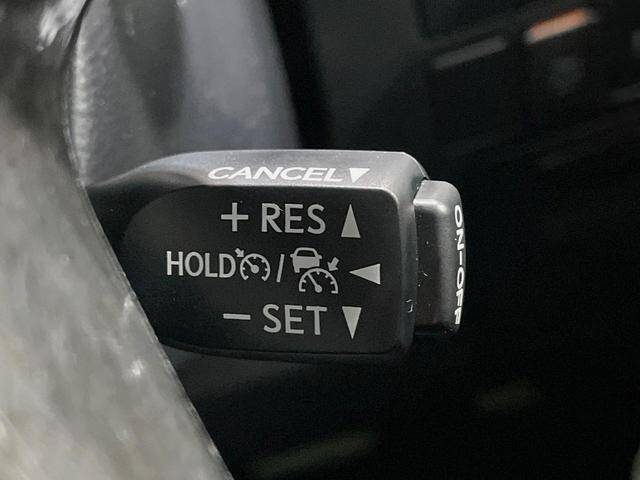 CANCEL▼
+ RES ▲
HOLD / ◀
- SET ▼
ON-OFF